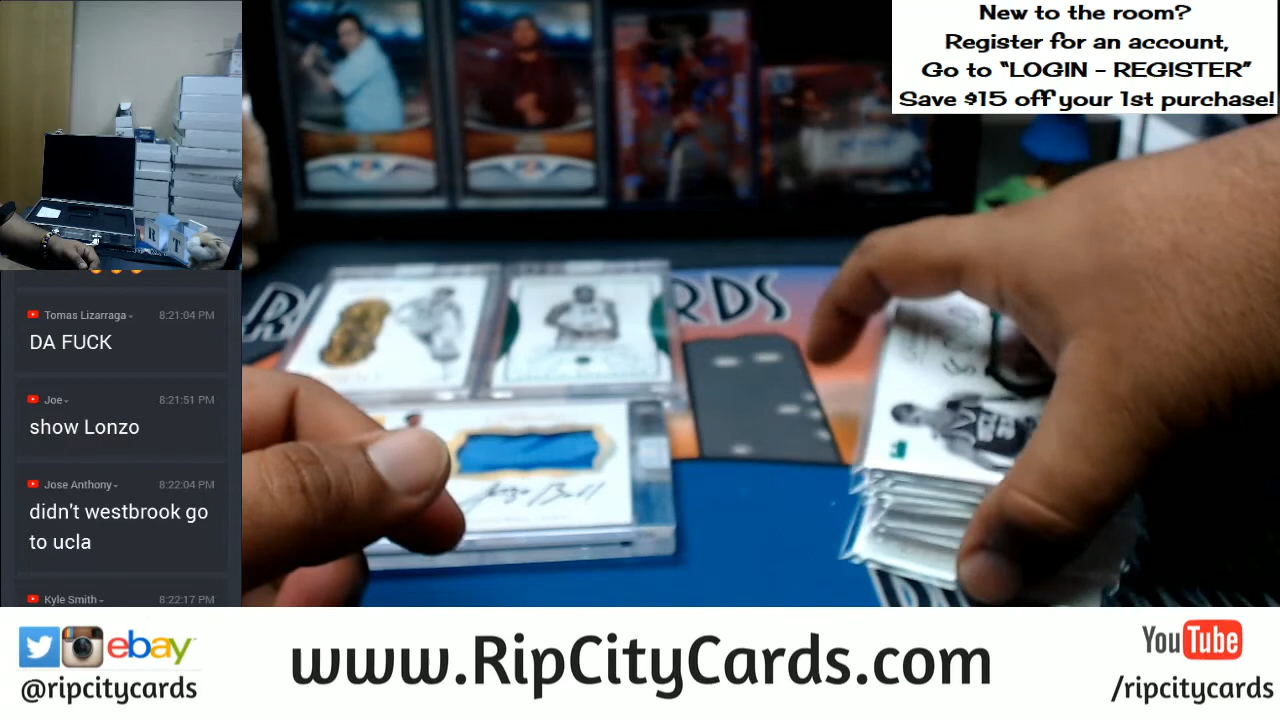 New to the room?
Register for an account,
Go to "LOGIN - REGISTER"
Save $15 off your 1st purchase!
R
T
Tomas Lizarraga
8:21:04 PM
DA FUCK
Joe
8:21:51 PM
show Lonzo
Jose Anthony
8:22:04 PM
didn't westbrook go
to ucla
Kyle Smith
8:22:17 PM
RDS
ebay
@ripcitycards
www.RipCityCards.com
YouTube
/ripcitycards